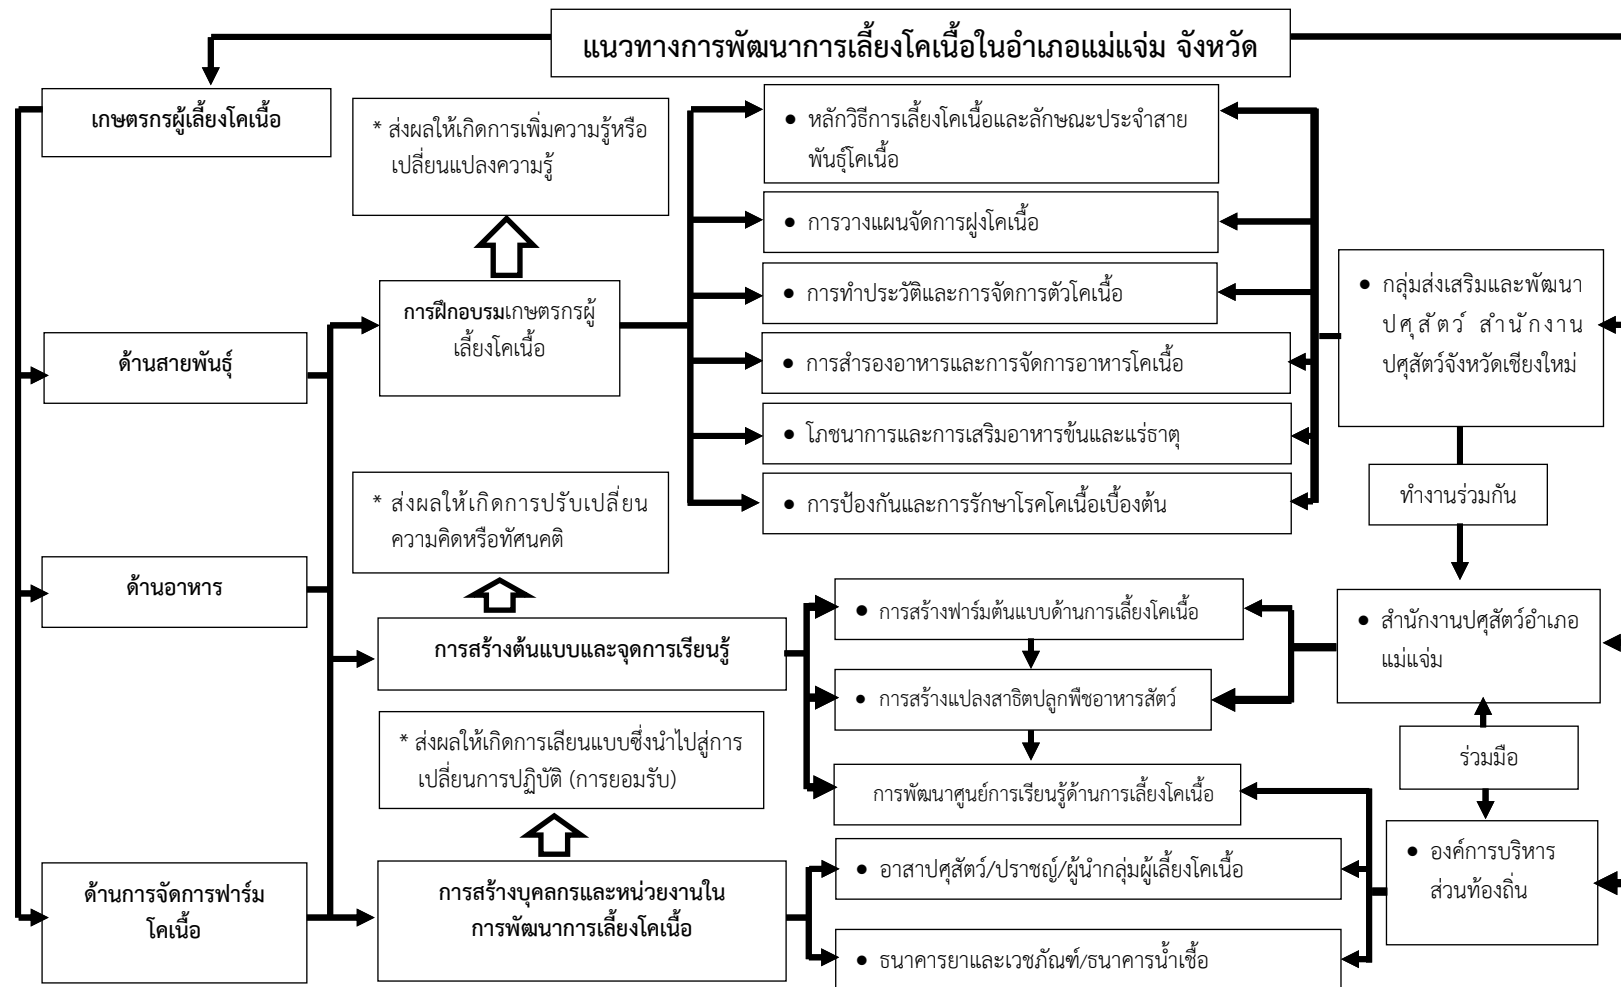 แนวทางการพัฒนาการเลี้ยงโคเนื้อในอำเภอแม่แจ่ม จังหวัด
เกษตรกรผู้เลี้ยงโคเนื้อ
ด้านสายพันธุ์
ด้านอาหาร
ด้านการจัดการฟาร์ม
โคเนื้อ
* ส่งผลให้เกิดการเพิ่มความรู้หรือ
เปลี่ยนแปลงความรู้
การฝึกอบรมเกษตรกรผู้
เลี้ยงโคเนื้อ
* ส่งผลให้เกิดการปรับเปลี่ยน
ความคิดหรือทัศนคติ
การสร้างต้นแบบและจุดการเรียนรู้
* ส่งผลให้เกิดการเลียนแบบซึ่งนำไปสู่การ
เปลี่ยนการปฏิบัติ (การยอมรับ)
การสร้างบุคลกรและหน่วยงานใน
การพัฒนาการเลี้ยงโคเนื้อ
• หลักวิธีการเลี้ยงโคเนื้อและลักษณะประจำสาย
พันธุ์โคเนื้อ
• การวางแผนจัดการฝูงโคเนื้อ
• การทำประวัติและการจัดการตัวโคเนื้อ
• การสำรองอาหารและการจัดการอาหารโคเนื้อ
• โภชนาการและการเสริมอาหารข้นและแร่ธาตุ
• การป้องกันและการรักษาโรคโคเนื้อเบื้องต้น
• การสร้างฟาร์มต้นแบบด้านการเลี้ยงโคเนื้อ
• การสร้างแปลงสาธิตปลูกพืชอาหารสัตว์
การพัฒนาศูนย์การเรียนรู้ด้านการเลี้ยงโคเนื้อ
• อาสาปศุสัตว์/ปราชญ์/ผู้นำกลุ่มผู้เลี้ยงโคเนื้อ
• ธนาคารยาและเวชภัณฑ์/ธนาคารน้ำเชื้อ
• กลุ่มส่งเสริมและพัฒนา
ปศุสัตว์ สำนักงาน
ปศุสัตว์จังหวัดเชียงใหม่
ทำงานร่วมกัน
• สำนักงานปศุสัตว์อำเภอ
แม่แจ่ม
ร่วมมือ
• องค์การบริหาร
ส่วนท้องถิ่น